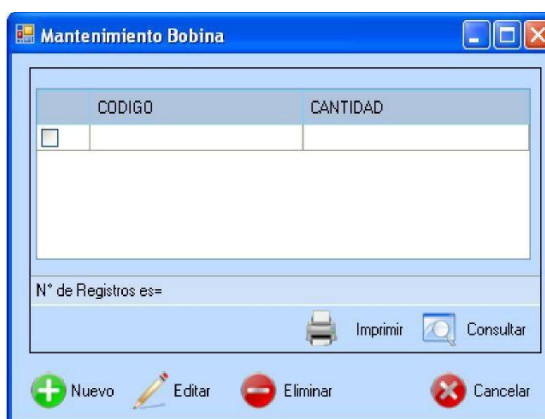 Mantenimiento Bobina
CODIGO CANTIDAD
N° de Registros es=
Imprimir Consultar
Nuevo Editar Eliminar Cancelar